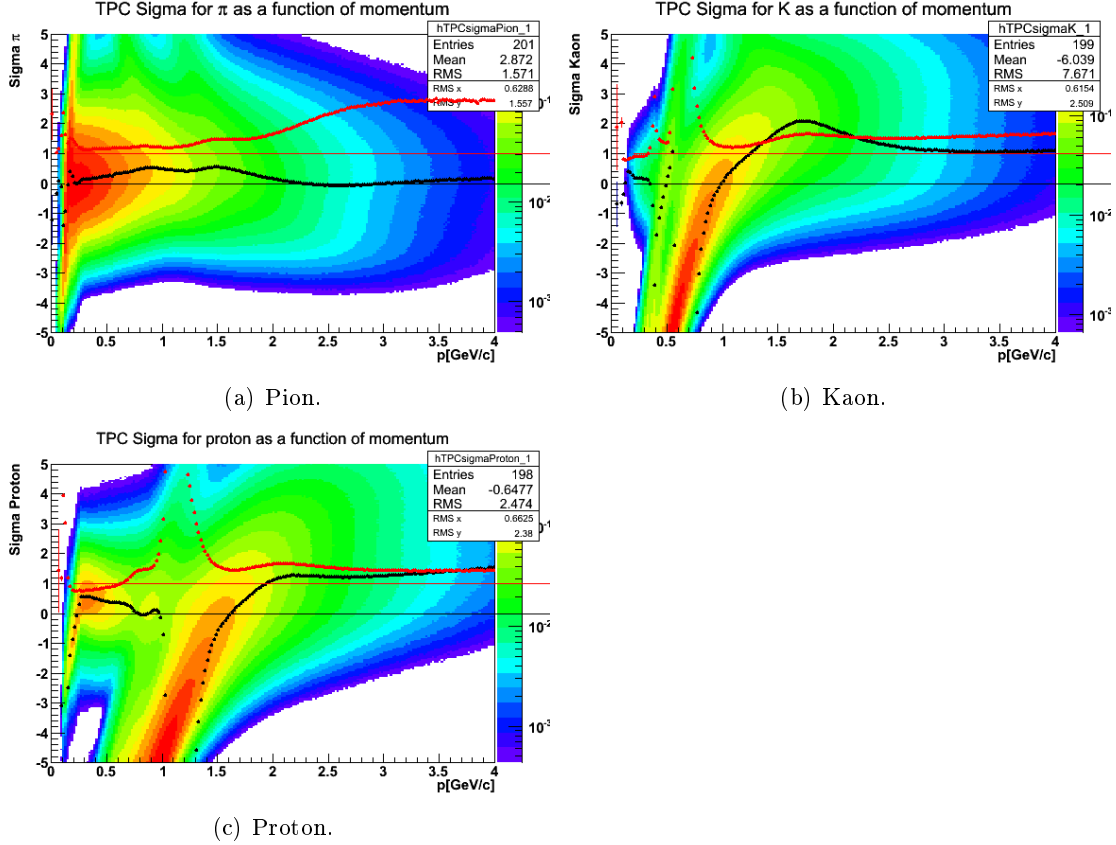 TPC Sigma for π as a function of momentum
Sigma π
hTPCsigmaPion_1
Entries 201
Mean 2.872
RMS 1.571
RMS x 0.6288
RMS y 1.557
5
4
3
2
1
0
-1
-2
-3
-4
-5
10-1
10-2
10-3
0 0.5 1 1.5 2 2.5 3 3.5 4
p[GeV/c]
(a) Pion.
TPC Sigma for K as a function of momentum
Sigma Kaon
hTPCsigmaK_1
Entries 199
Mean -6.039
RMS 7.671
RMS x 0.6154
RMS y 2.509
5
4
3
2
1
0
-1
-2
-3
-4
-5
10-1
10-2
10-3
0 0.5 1 1.5 2 2.5 3 3.5 4
p[GeV/c]
(b) Kaon.
TPC Sigma for proton as a function of momentum
Sigma Proton
hTPCsigmaProton_1
Entries 198
Mean -0.6477
RMS 2.474
RMS x 0.6625
RMS y 2.38
5
4
3
2
1
0
-1
-2
-3
-4
-5
10-1
10-2
10-3
0 0.5 1 1.5 2 2.5 3 3.5 4
p[GeV/c]
(c) Proton.